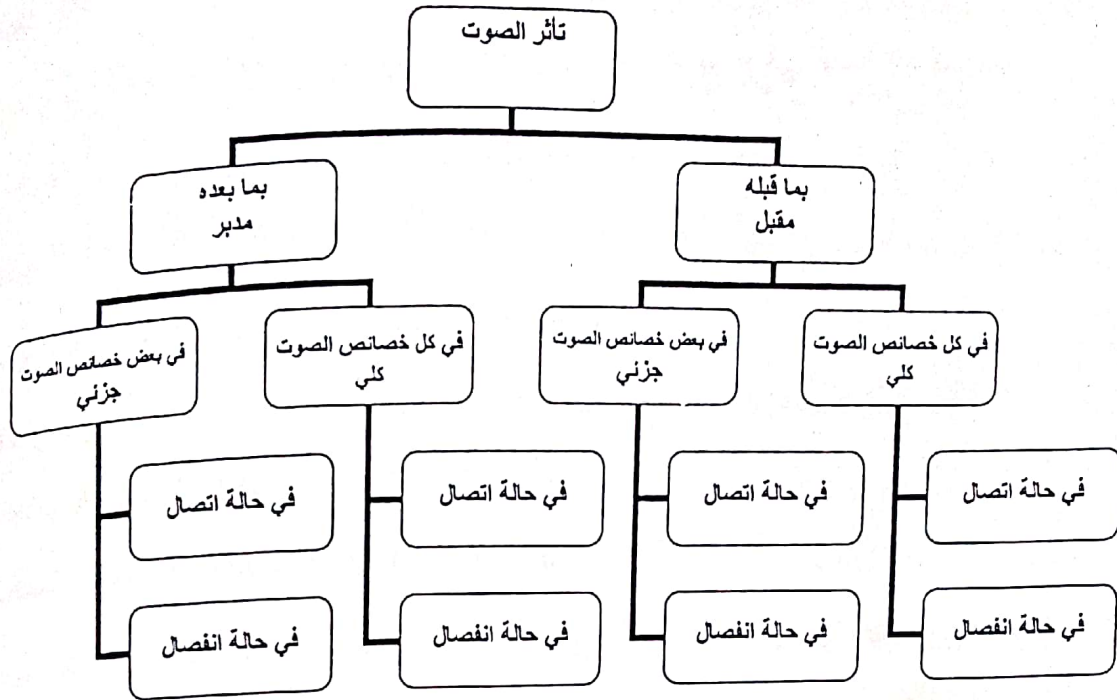 تأثر الصوت
بما قبله
مقبل
بما بعده
مدبر
في كل خصائص الصوت
كلي
في بعض خصائص الصوت
جزئي
في كل خصائص الصوت
كلي
في بعض خصائص الصوت
جزئي
في حالة اتصال
في حالة اتصال
في حالة اتصال
في حالة اتصال
في حالة انفصال
في حالة انفصال
في حالة انفصال
في حالة انفصال